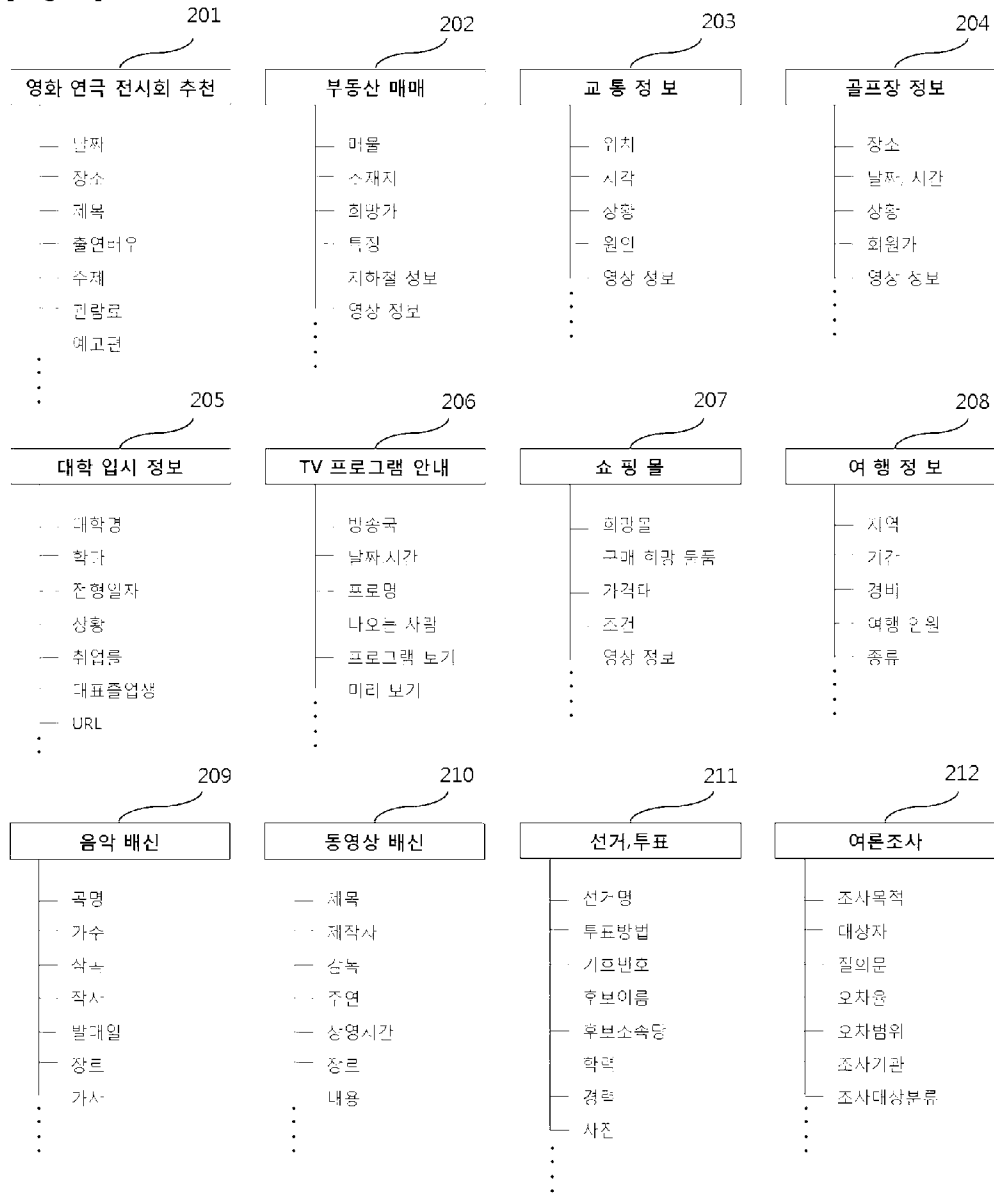 201
영화 연극 전시회 추천
날짜
장소
제목
출연배우
주제
관람료
예고편
202
부동산 매매
매물
소재지
희망가
특징
지하철 정보
영상 정보
203
교 통 정 보
위치
시각
상황
원인
영상 정보
204
골프장 정보
장소
날짜, 시간
상황
회원가
영상 정보
205
대학 입시 정보
대학명
학과
전형일자
상황
취업률
대표졸업생
URL
206
TV 프로그램 안내
방송국
날짜,시간
프로명
나오는 사람
프로그램 보기
미리 보기
207
쇼 핑 몰
희망몰
구매 희망 물품
가격대
조건
영상 정보
208
여 행 정 보
지역
기간
경비
여행 인원
종류
209
음악 배신
곡명
가수
작곡
작사
발매일
장르
가사
210
동영상 배신
제목
제작사
감독
주연
상영시간
장르
내용
211
선거,투표
선거명
투표방법
기호번호
후보이름
후보소속당
학력
경력
사진
212
여론조사
조사목적
대상자
질의문
오차율
오차범위
조사기관
조사대상분류